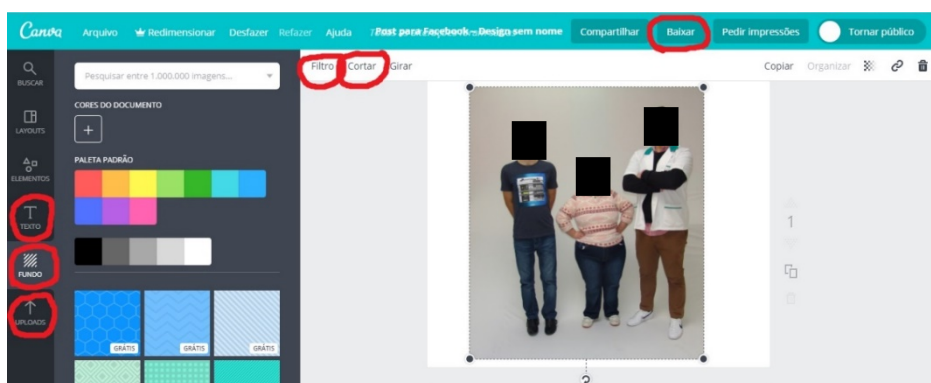 Canva Arquivo Redimensionar Desfazer Refazer Ajuda Post para Facebook - Design sem nome Compartilhar Baixar Pedir impressões Tornar público
Filtro Cortar Girar Copiar Organizar
BUSCAR
LAYOUTS
ELEMENTOS
TEXTO
FUNDO
UPLOADS
Pesquisar entre 1.000.000 imagens...
CORES DO DOCUMENTO
+
PALETA PADRÃO
GRÁTIS GRÁTIS GRÁTIS
1